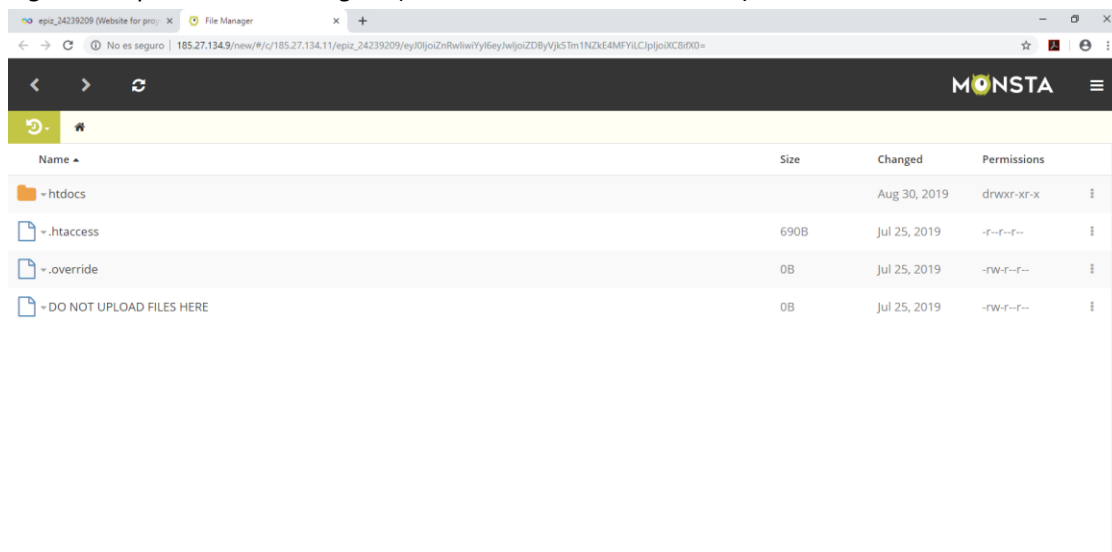 epiz_24239209 (Website for proy
File Manager
No es seguro
185.27.134.9/new/#/c/185.27.134.11/epiz_24239209/
MONSTA
Name Size Changed Permissions
htdocs Aug 30, 2019 drwxr-xr-x
.htaccess 690B Jul 25, 2019 -r--r--r--
.override 0B Jul 25, 2019 -rw-r--r--
DO NOT UPLOAD FILES HERE 0B Jul 25, 2019 -rw-r--r--